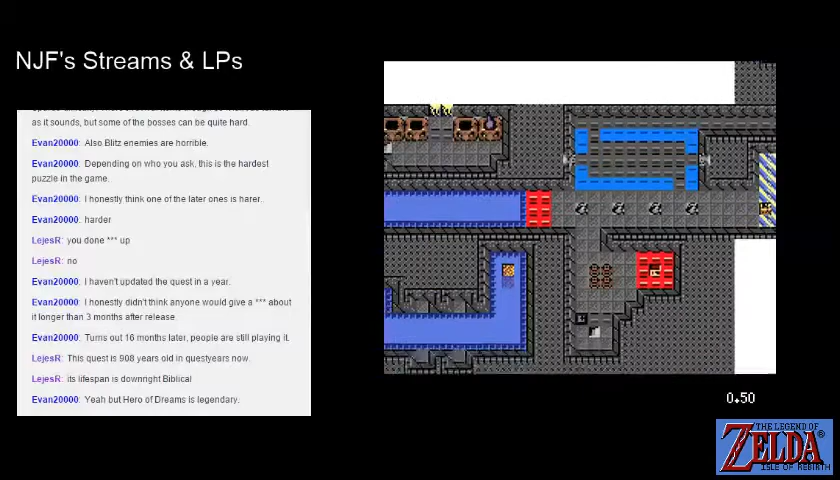 NJF's Streams & LPs
as it sounds, but some of the bosses can be quite hard.
Evan20000: Also Blitz enemies are horrible.
Evan20000: Depending on who you ask, this is the hardest
puzzle in the game.
Evan20000: I honestly think one of the later ones is harer..
Evan20000: harder
LejesR: you done *** up
LejesR: no
Evan20000: I haven't updated the quest in a year.
Evan20000: I honestly didn't think anyone would give a *** about
it longer than 3 months after release.
Evan20000: Turns out 16 months later, people are still playing it.
LejesR: This quest is 908 years old in questyears now.
LejesR: its lifespan is downright Biblical
Evan20000: Yeah but Hero of Dreams is legendary.
0.50
THE LEGEND OF
ZELDA®
ISLE OF REBIRTH